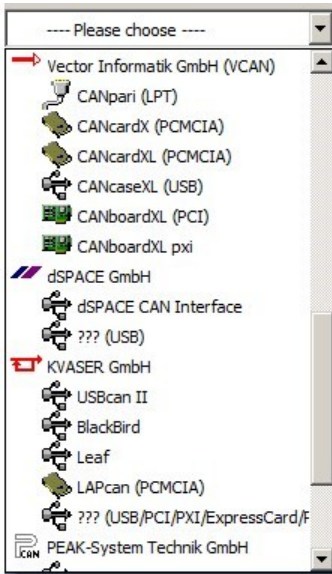 ---- Please choose ----
Vector Informatik GmbH (VCAN)
CANpari (LPT)
CANcardX (PCMCIA)
CANcardXL (PCMCIA)
CANcaseXL (USB)
CANboardXL (PCI)
CANboardXL pxi
dSPACE GmbH
dSPACE CAN Interface
??? (USB)
KVASER GmbH
USBcan II
BlackBird
Leaf
LAPcan (PCMCIA)
??? (USB/PCI/PXI/ExpressCard/
PCAN PEAK-System Technik GmbH